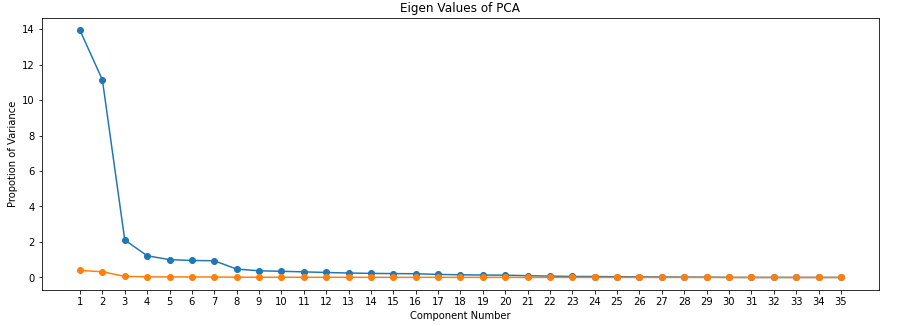 Eigen Values of PCA
Propotion of Variance
14
12
10
8
6
4
2
0
1 2 3 4 5 6 7 8 9 10 11 12 13 14 15 16 17 18 19 20 21 22 23 24 25 26 27 28 29 30 31 32 33 34 35
Component Number